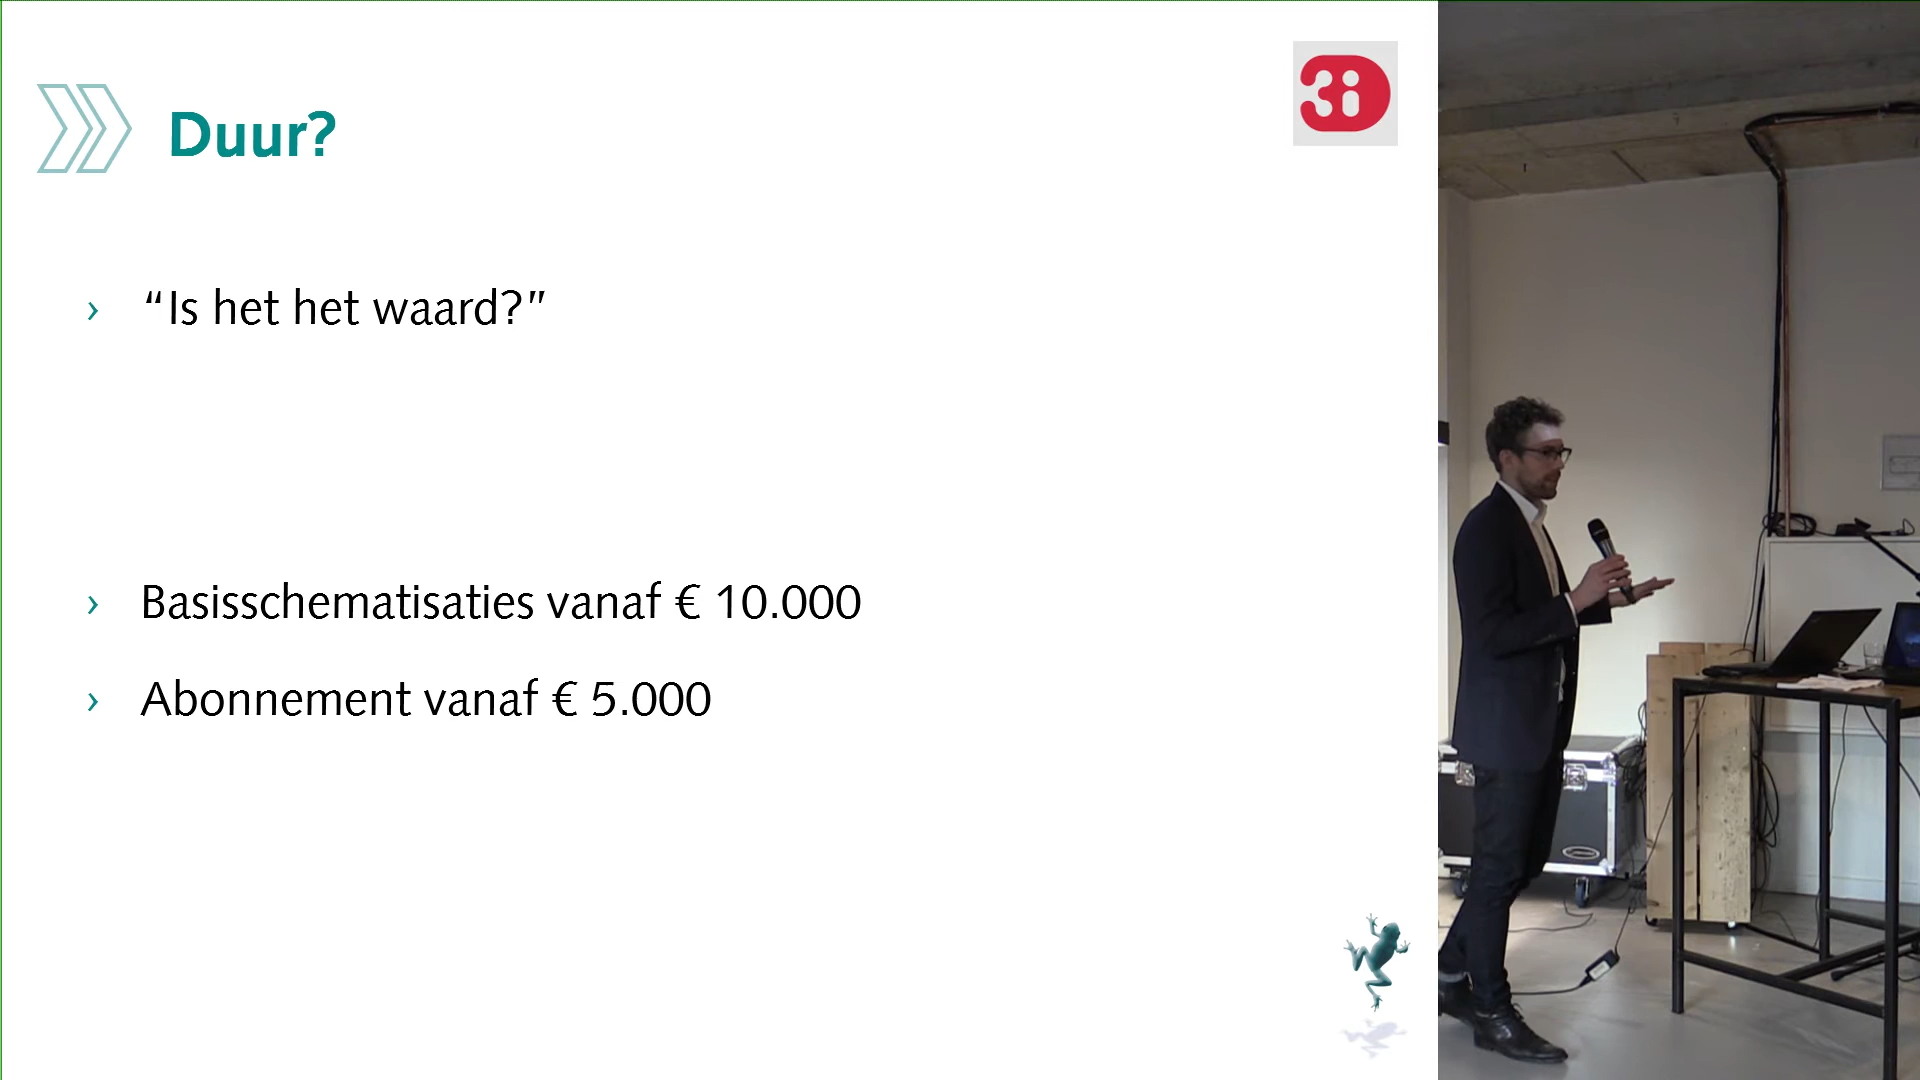 Duur?
3i
› “Is het het waard?”
› Basisschematisaties vanaf € 10.000
› Abonnement vanaf € 5.000